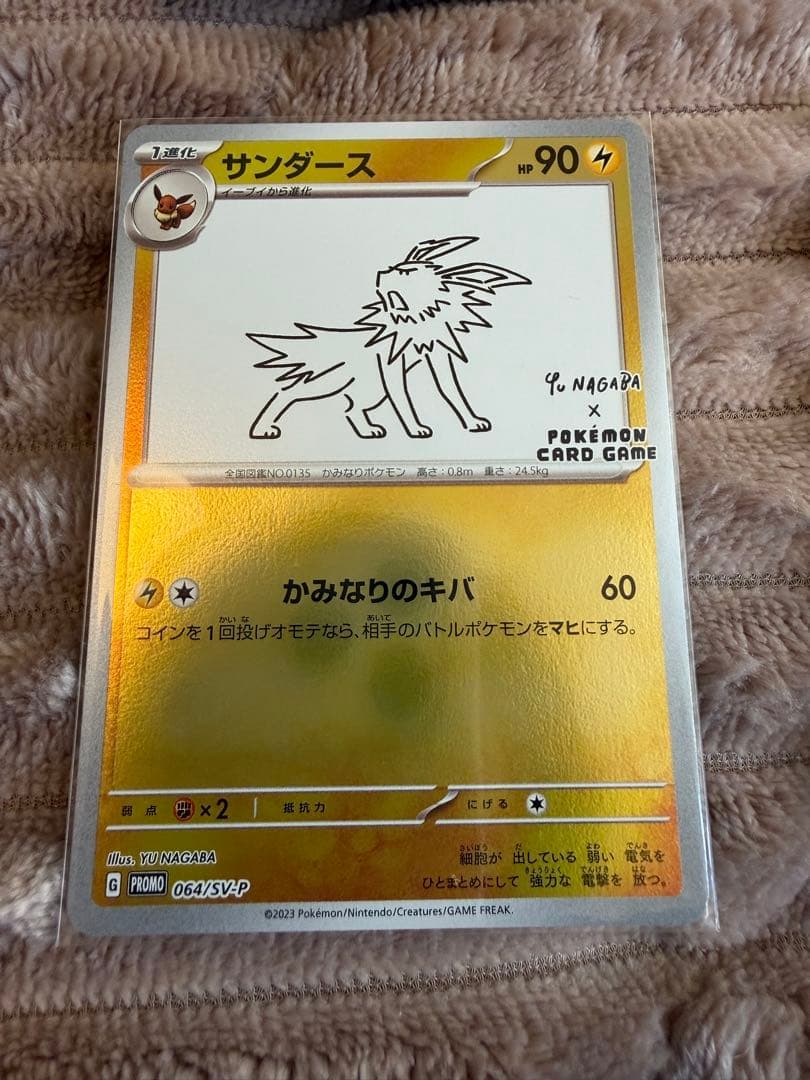 1進化 サンダース HP 90
イーブイから進化
Yu NAGABA
×
POKÉMON
CARD GAME
全国図鑑NO.0135 かみなりポケモン 高さ:0.8m 重さ:24.5kg
かみなりのキバ 60
コインを1回投げオモテなら、相手のバトルポケモンをマヒにする。
弱点 ×2 抵抗力 にげる
Illus. YU NAGABA
細胞が 出している 弱い 電気を
ひとまとめにして 強力な 電撃を 放つ。
G PROMO 064/SV-P
©2023 Pokémon/Nintendo/Creatures/GAME FREAK.